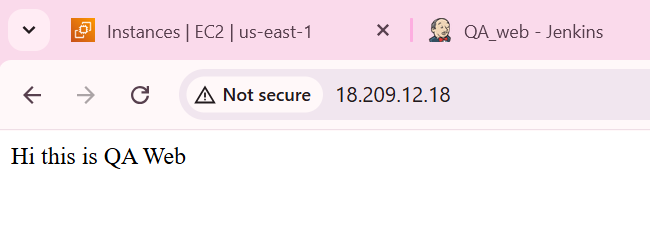 Instances | EC2 | us-east-1
QA_web - Jenkins
Not secure
18.209.12.18
Hi this is QA Web